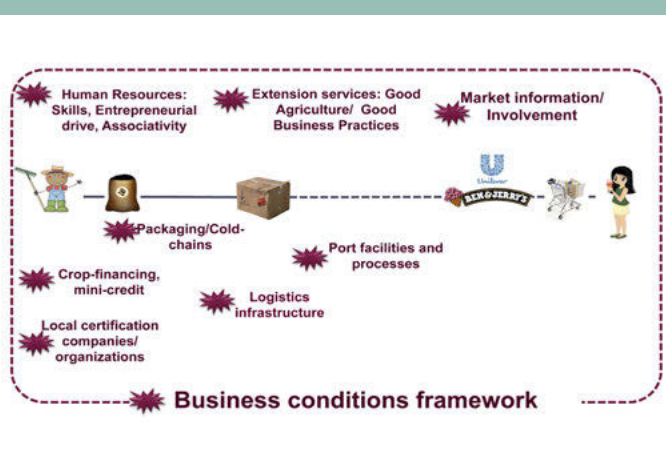 Human Resources:
Skills, Entrepreneurial
drive, Associativity
Extension services: Good
Agriculture/ Good
Business Practices
Market information/
Involvement
Unilever
BEN&JERRY'S
Packaging/Cold-
chains
Port facilities and
processes
Crop-financing,
mini-credit
Logistics
infrastructure
Local certification
companies/
organizations
Business conditions framework